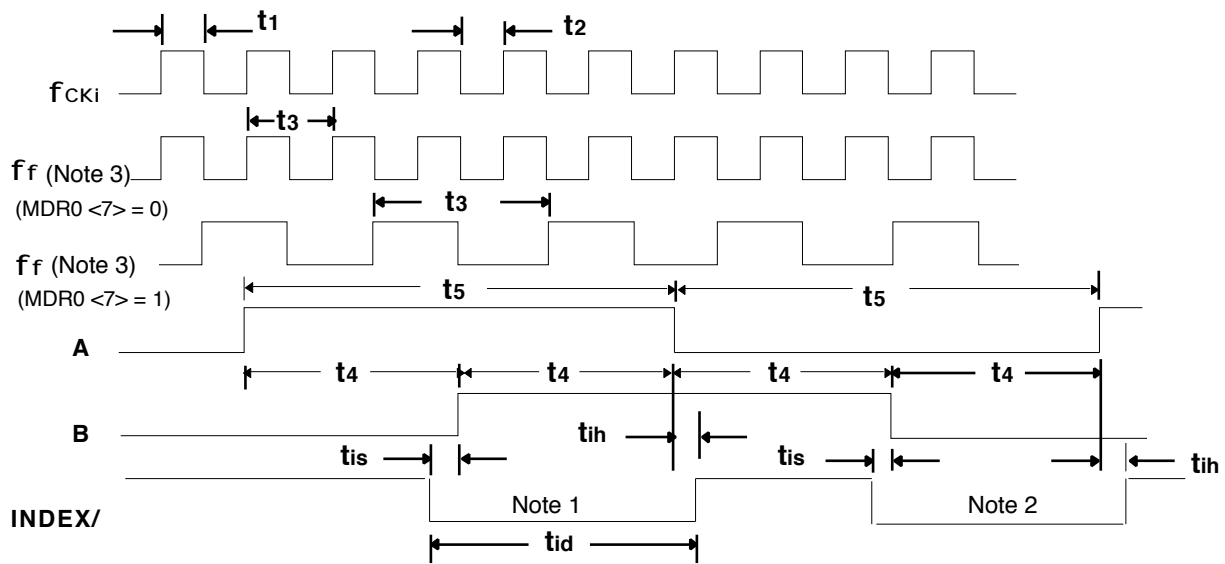 t1 t2
fCKi
t3
ff (Note 3)
(MDR0 <7> = 0)
t3
ff (Note 3)
(MDR0 <7> = 1)
t5 t5
A
t4 t4 t4 t4
B
tis tih tis tih
INDEX/ Note 1 Note 2
tid